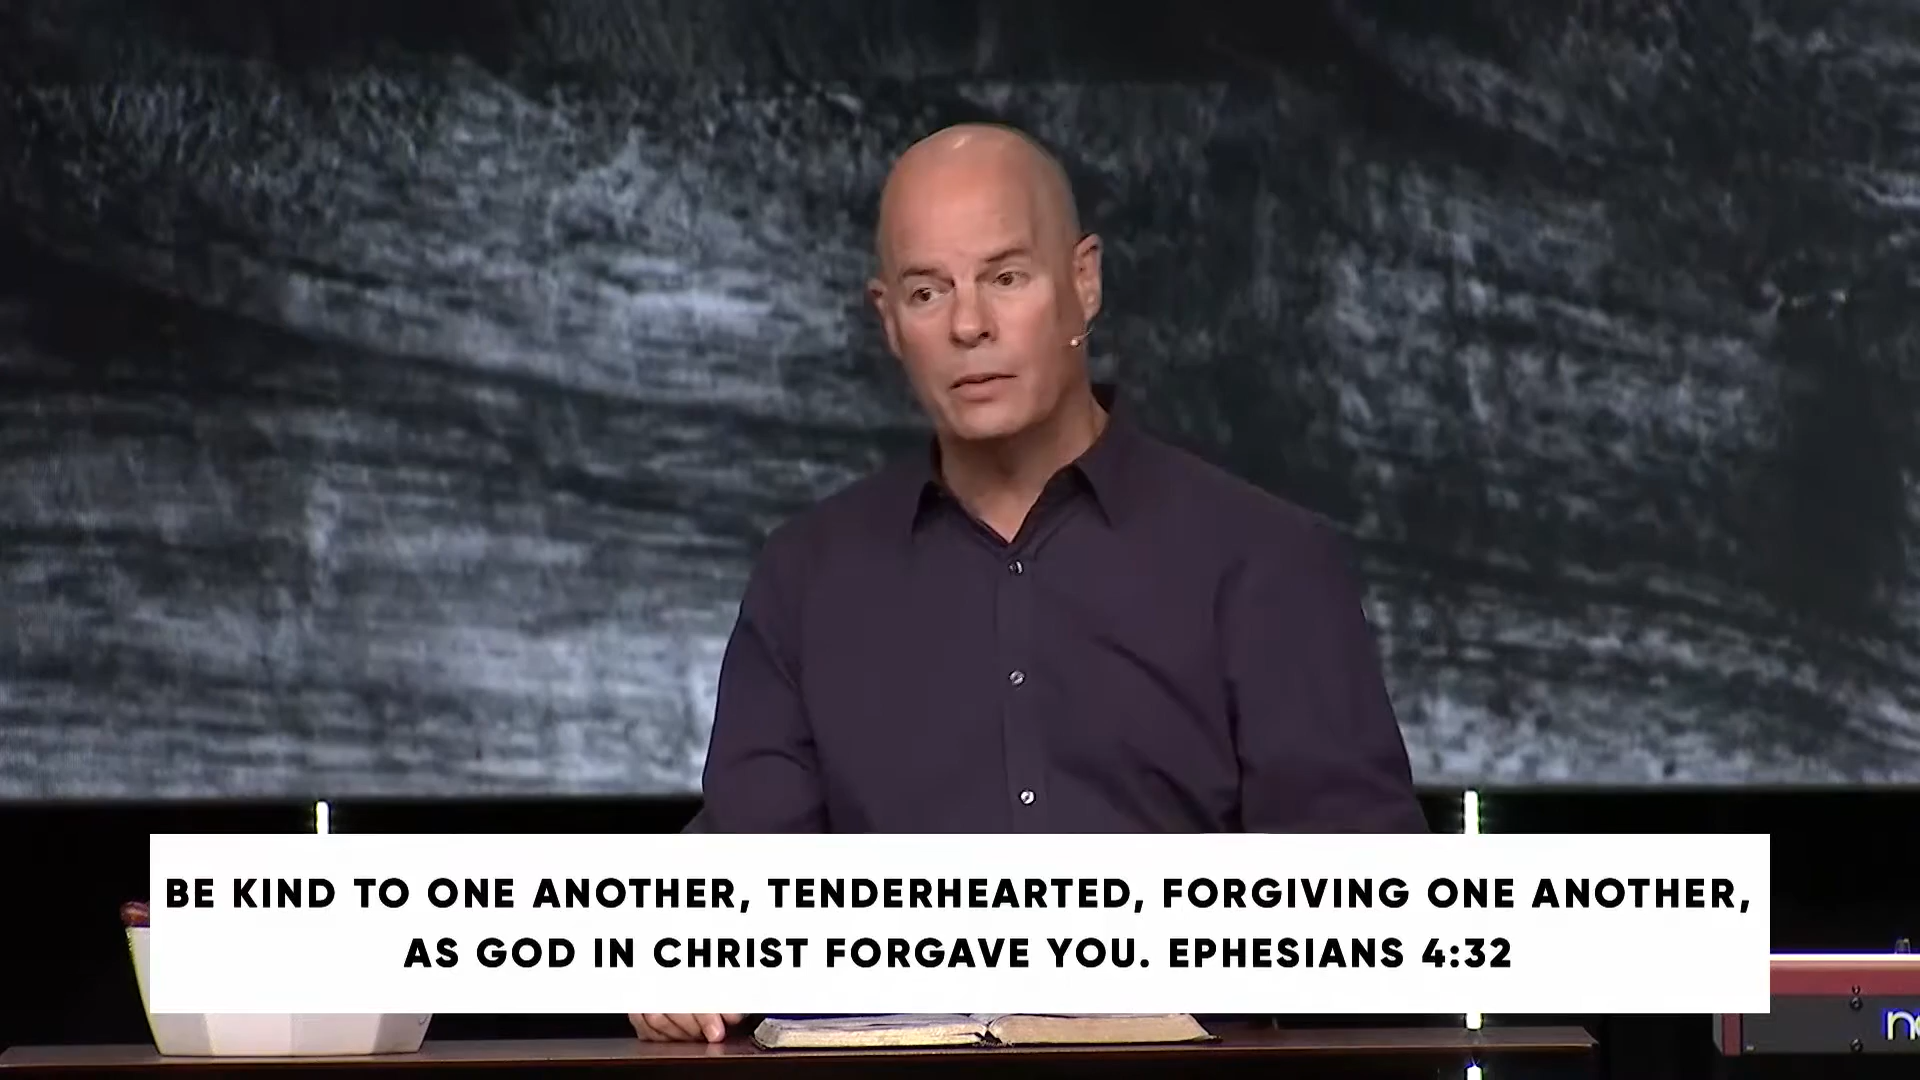 BE KIND TO ONE ANOTHER, TENDERHEARTED, FORGIVING ONE ANOTHER,
AS GOD IN CHRIST FORGAVE YOU. EPHESIANS 4:32